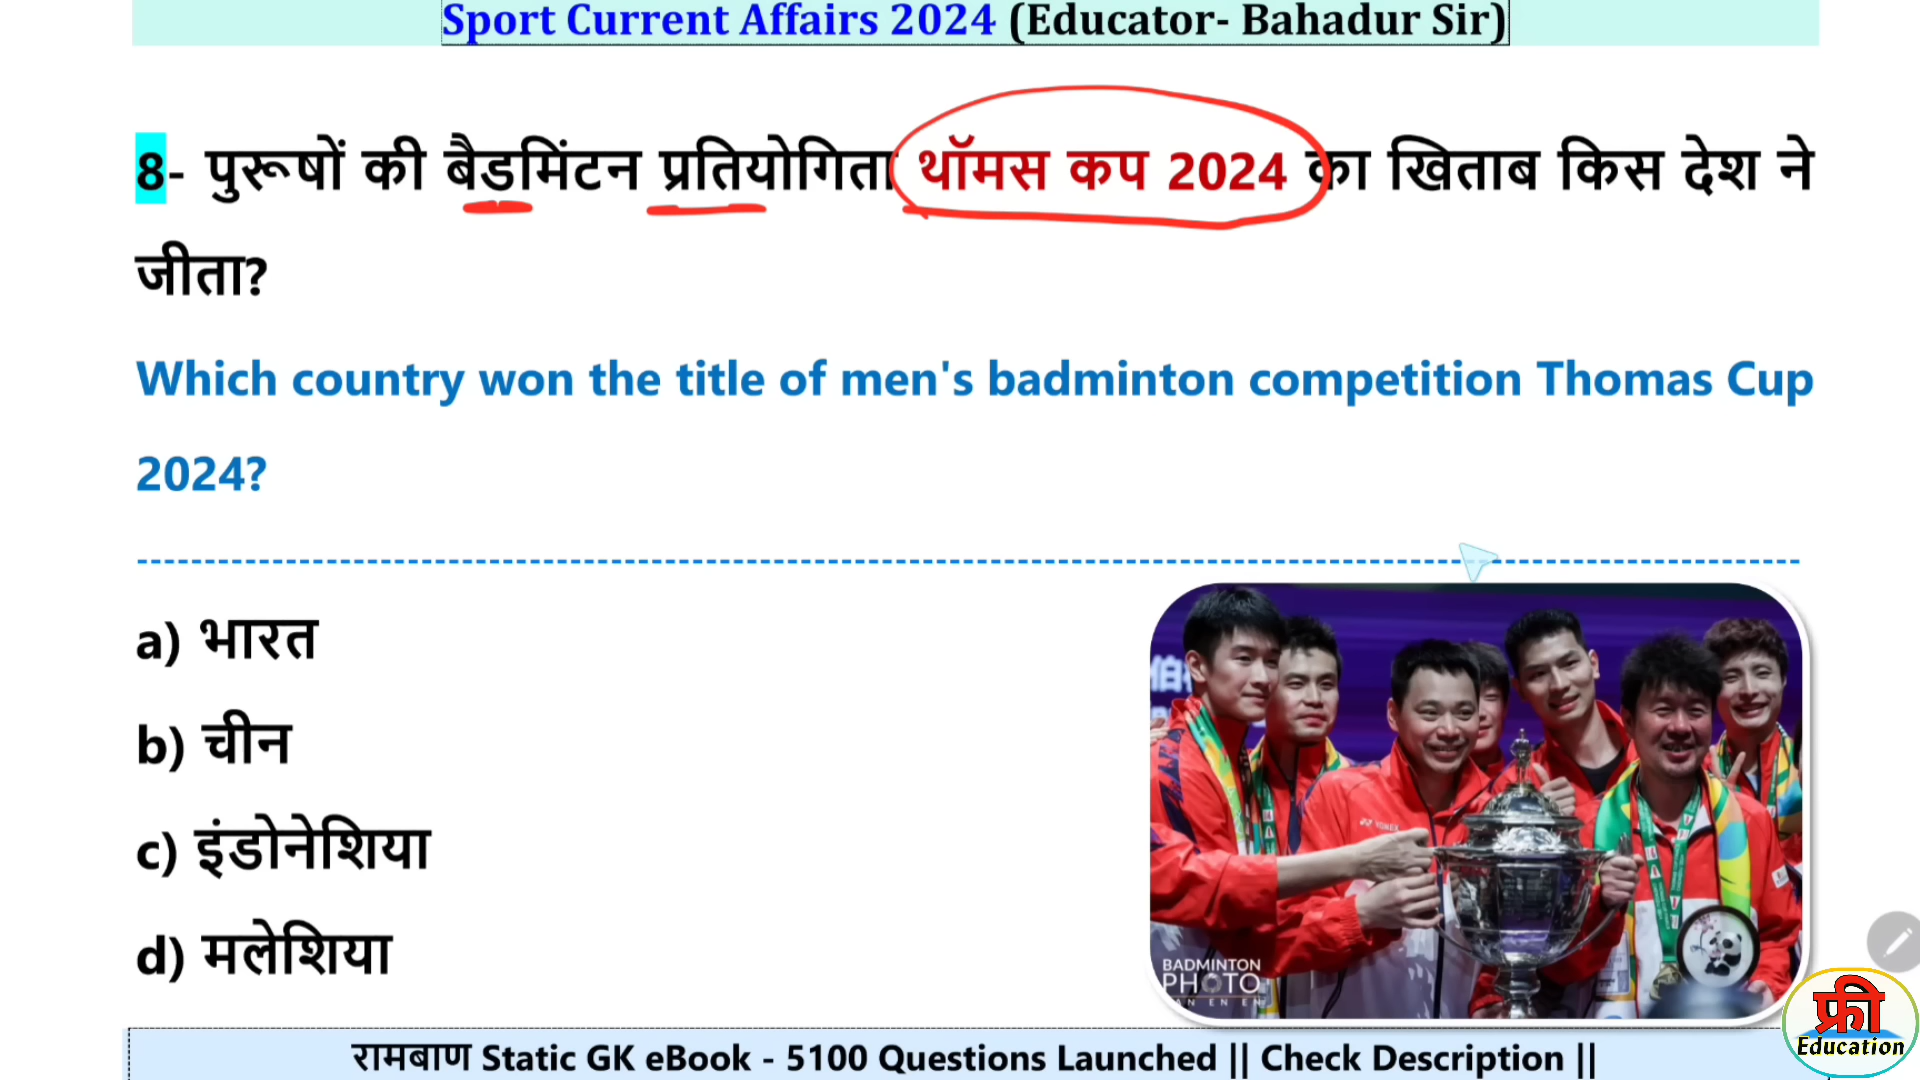 Sport Current Affairs 2024 (Educator- Bahadur Sir)
8- पुरूषों की बैडमिंटन प्रतियोगिता थॉमस कप 2024 का खिताब किस देश ने
जीता?
Which country won the title of men's badminton competition Thomas Cup
2024?
a) भारत
b) चीन
c) इंडोनेशिया
d) मलेशिया
YONEX
BADMINTON
PHOTO
फ्री
Education
रामबाण Static GK eBook - 5100 Questions Launched || Check Description ||